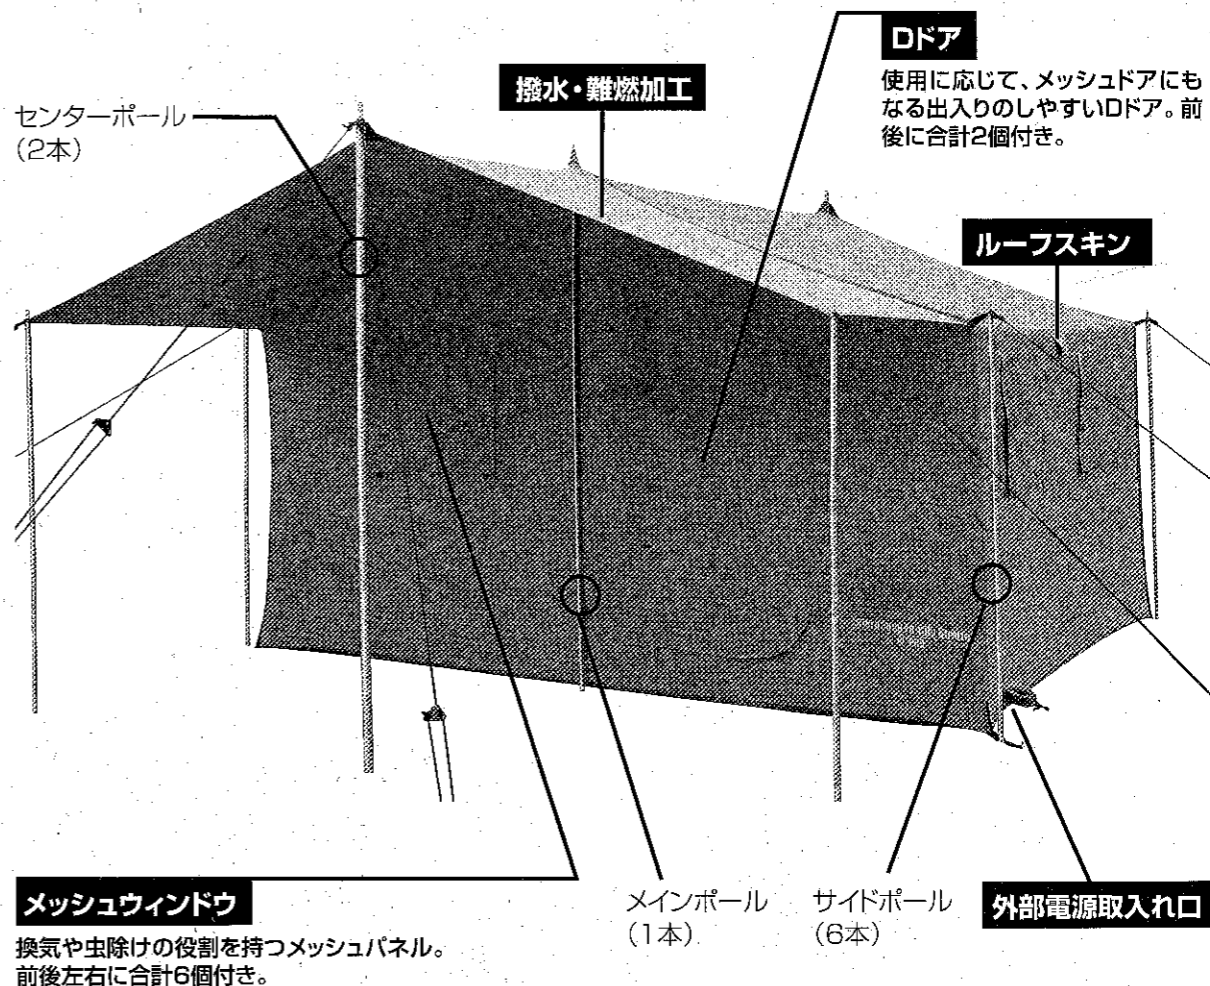 Dドア
使用に応じて、メッシュドアにも
なる出入りのしやすいDドア。前
後に合計2個付き。
撥水・難燃加工
センターポール
（2本）
ルーフスキン
メッシュウィンドウ
換気や虫除けの役割を持つメッシュパネル。
前後左右に合計6個付き。
メインポール
（1本）
サイドポール
（6本）
外部電源取入れ口